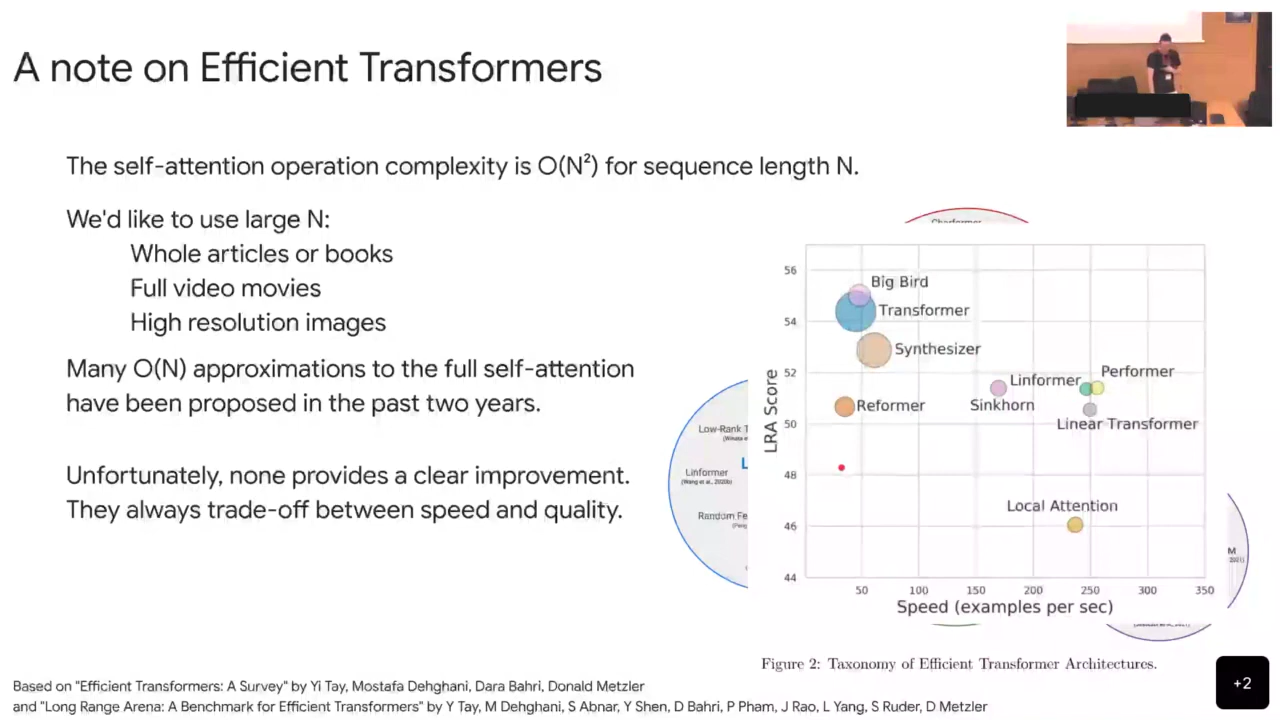 A note on Efficient Transformers
The self-attention operation complexity is O(N²) for sequence length N.
We'd like to use large N:
Whole articles or books
Full video movies
High resolution images
Many O(N) approximations to the full self-attention
have been proposed in the past two years.
Unfortunately, none provides a clear improvement.
They always trade-off between speed and quality.
Low-Rank T
Linformer
(Wang et al., 2020b)
Random Fe
LRA Score
56
54
52
50
48
46
44
Big Bird
Transformer
Synthesizer
Performer
Linformer
Reformer
Sinkhorn
Linear Transformer
Local Attention
50
100
150
200
250
300
350
Speed (examples per sec)
M
2021)
Figure 2: Taxonomy of Efficient Transformer Architectures.
Based on "Efficient Transformers: A Survey" by Yi Tay, Mostafa Dehghani, Dara Bahri, Donald Metzler
and "Long Range Arena: A Benchmark for Efficient Transformers" by Y Tay, M Dehghani, S Abnar, Y Shen, D Bahri, P Pham, J Rao, L Yang, S Ruder, D Metzler
+2